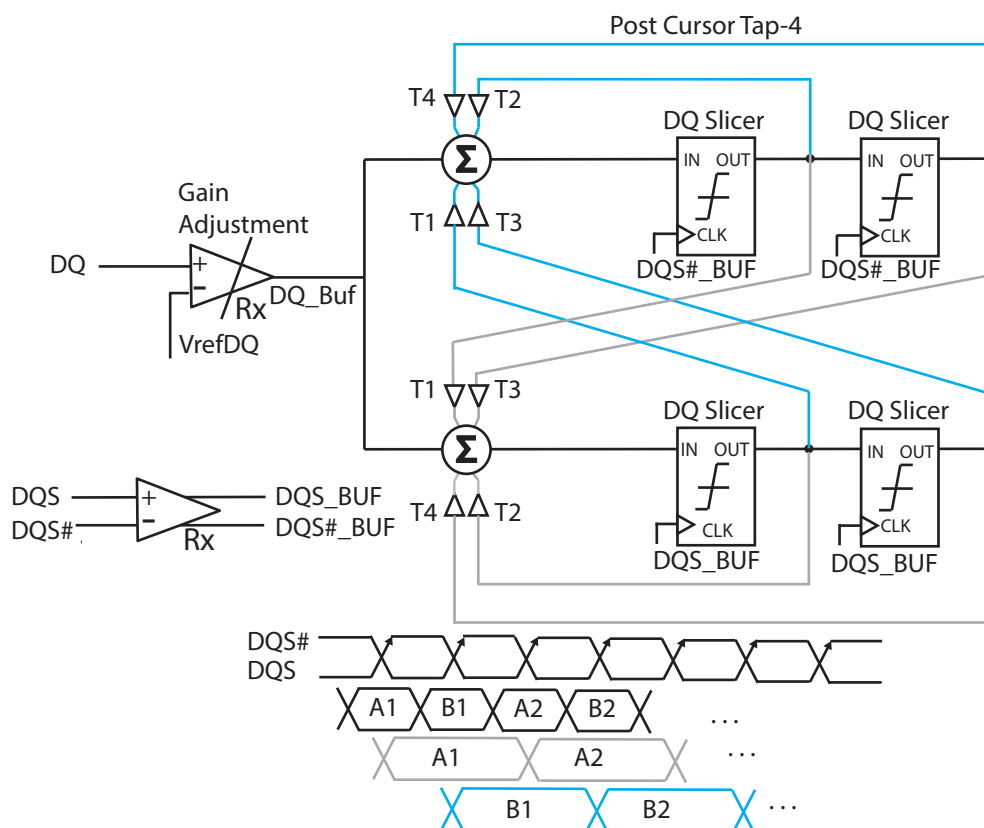 Post Cursor Tap-4
T4 T2
DQ Slicer DQ Slicer
Σ
IN OUT IN OUT
T1 T3
CLK CLK
DQS#_BUF DQS#_BUF
Gain
Adjustment
DQ
+
−
Rx
DQ_Buf
VrefDQ
T1 T3
DQ Slicer DQ Slicer
Σ
IN OUT IN OUT
T4 T2
CLK CLK
DQS_BUF DQS_BUF
DQS + DQS_BUF
DQS# − DQS#_BUF
Rx
DQS#
DQS
A1 B1 A2 B2 ...
A1 A2 ...
B1 B2 ...